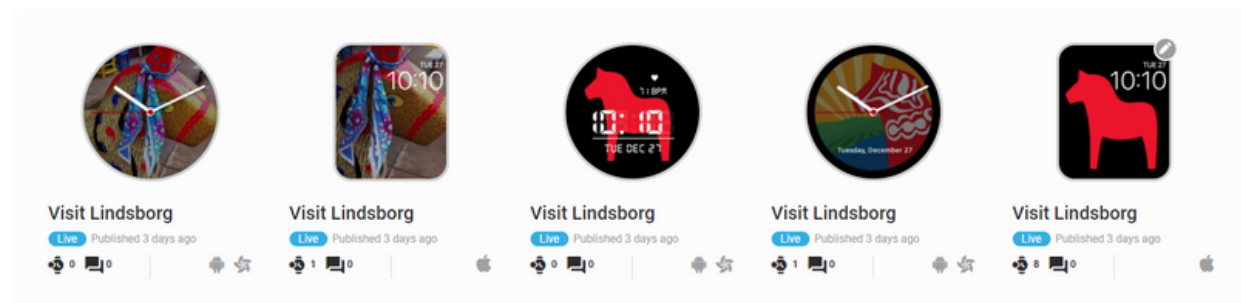 TUE 27
10:10
71 BPM
10:10
TUE DEC 27
Tuesday, December 27
TUE 27
10:10
Visit Lindsborg
Visit Lindsborg
Visit Lindsborg
Visit Lindsborg
Visit Lindsborg
Live Published 3 days ago
Live Published 3 days ago
Live Published 3 days ago
Live Published 3 days ago
Live Published 3 days ago
0 0
1 0
0 0
1 0
8 0